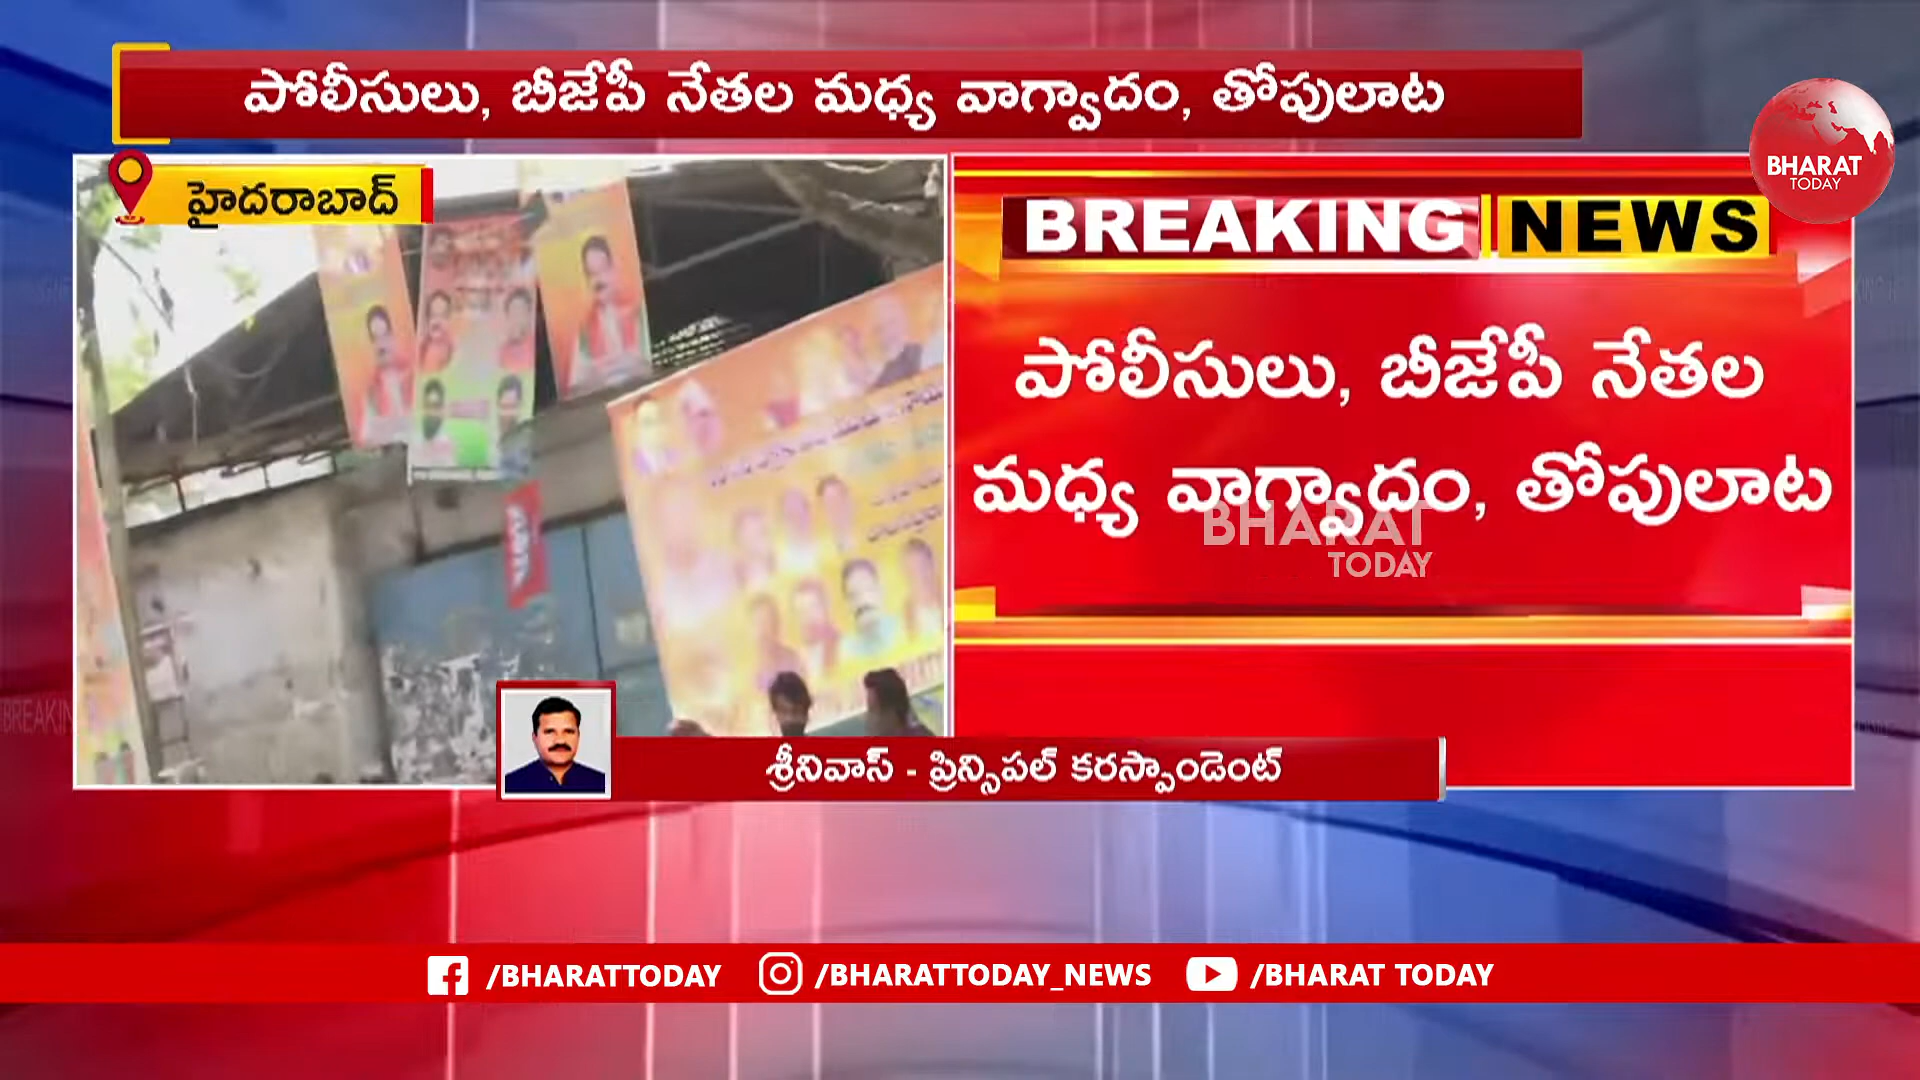 పోలీసులు, బీజేపీ నేతల మధ్య వాగ్వాదం, తోపులాట
BHARAT
TODAY
హైదరాబాద్
BREAKING NEWS
పోలీసులు, బీజేపీ నేతల
మధ్య వాగ్వాదం, తోపులాట
BHARAT
TODAY
శ్రీనివాస్ - ప్రిన్సిపల్ కరస్పాండెంట్
/BHARATTODAY
/BHARATTODAY_NEWS
/BHARAT TODAY